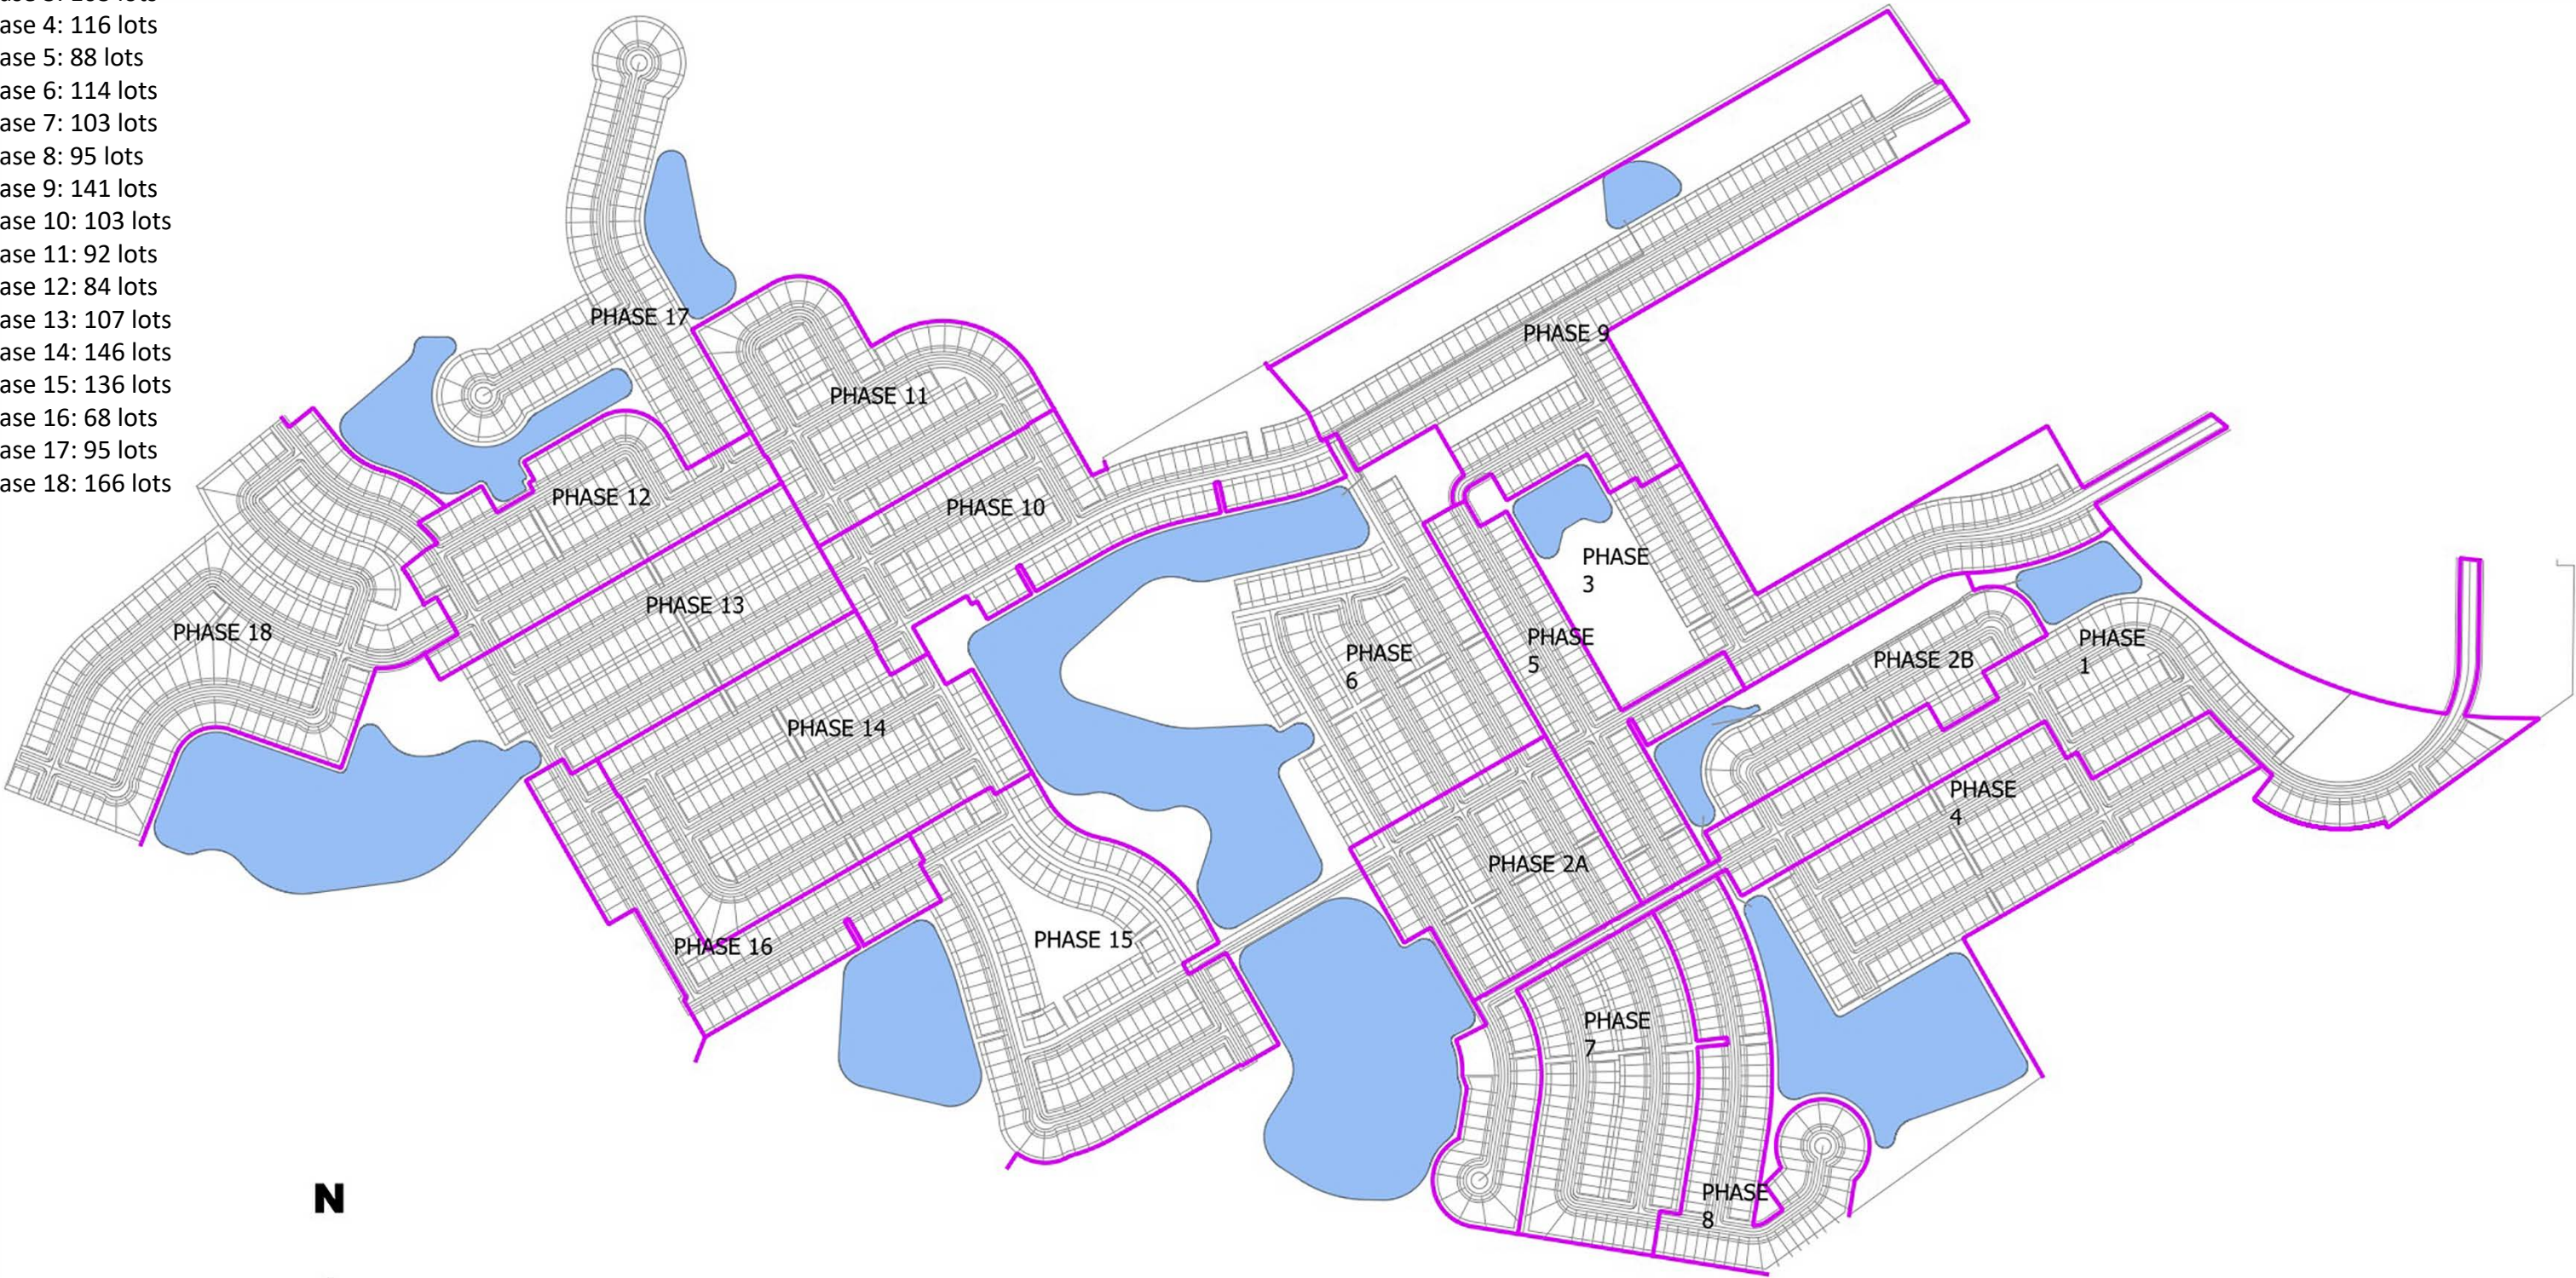 ase 4: 116 lots
ase 5: 88 lots
ase 6: 114 lots
ase 7: 103 lots
ase 8: 95 lots
ase 9: 141 lots
ase 10: 103 lots
ase 11: 92 lots
ase 12: 84 lots
ase 13: 107 lots
ase 14: 146 lots
ase 15: 136 lots
ase 16: 68 lots
ase 17: 95 lots
ase 18: 166 lots
PHASE 17
PHASE 9
PHASE 11
PHASE 12
PHASE 10
PHASE
3
PHASE 13
PHASE 18
PHASE
5
PHASE
1
PHASE
6
PHASE 2B
PHASE 14
PHASE
4
PHASE 2A
PHASE 15
PHASE 16
PHASE
7
PHASE
8
N